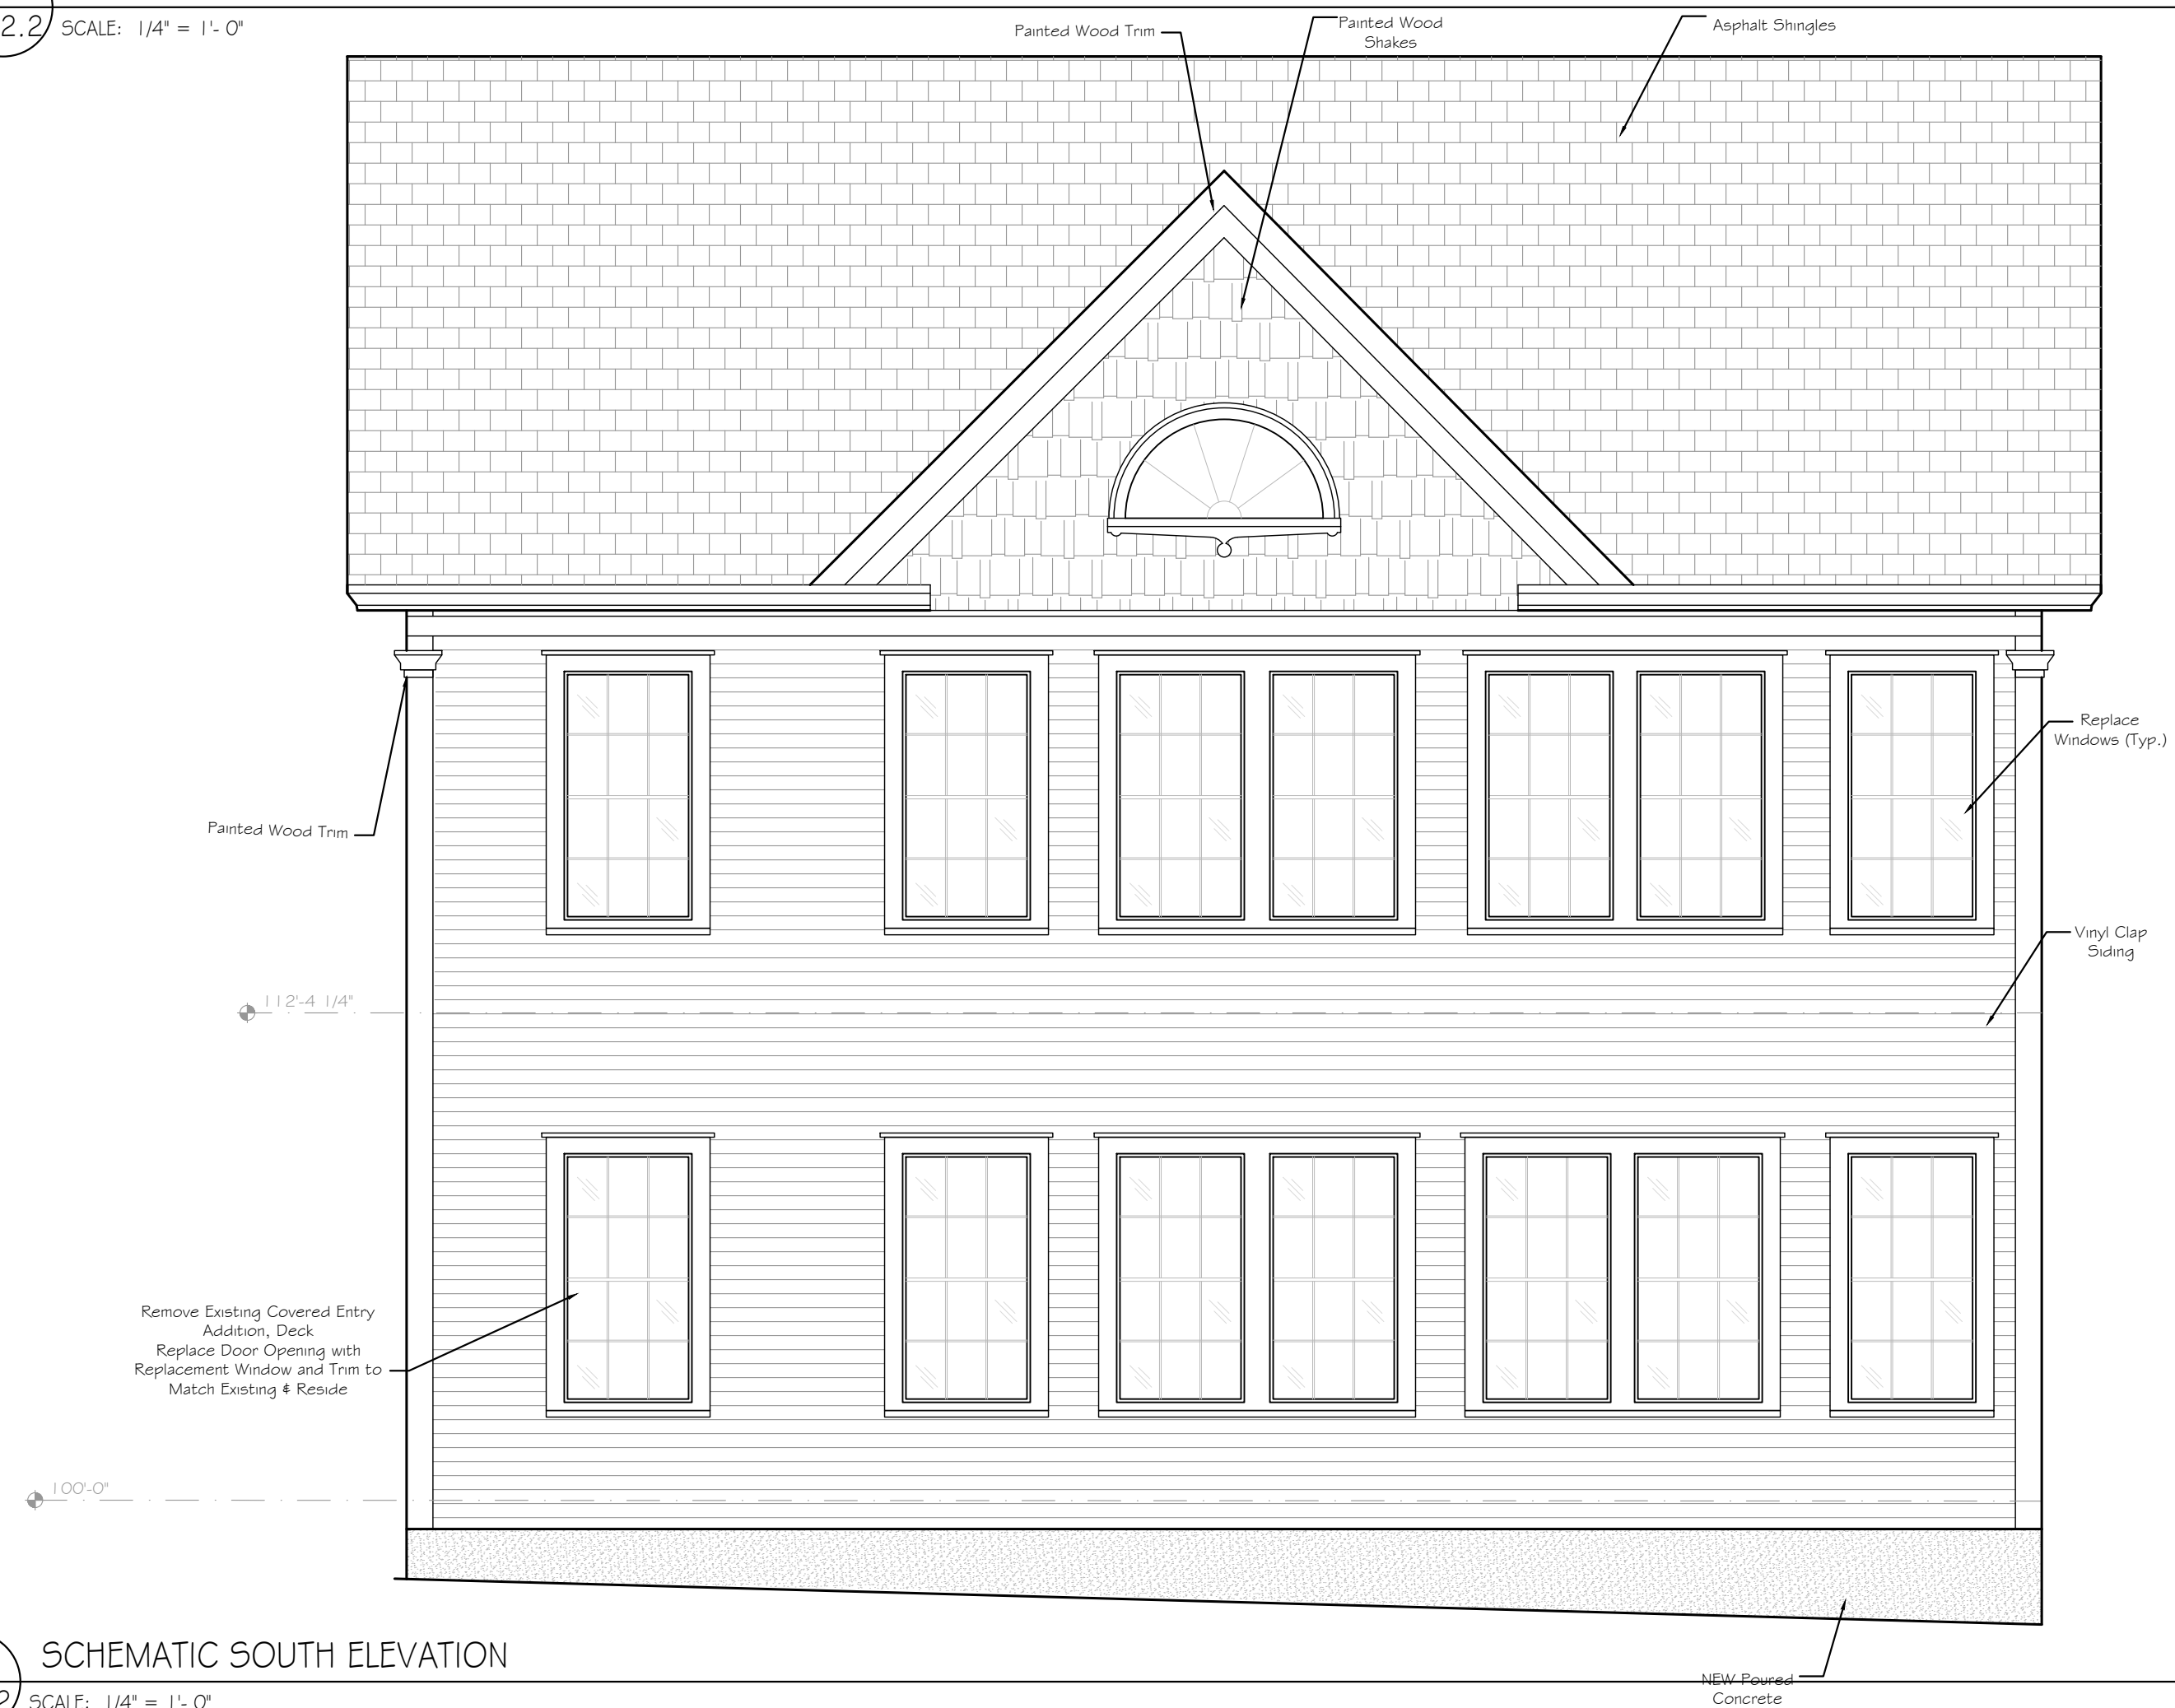 2.2
SCALE: 1/4" = 1'- 0"
Painted Wood Trim
Painted Wood
Shakes
Asphalt Shingles
Replace
Windows (Typ.)
Painted Wood Trim
Vinyl Clap
Siding
112'-4 1/4"
Remove Existing Covered Entry
Addition, Deck
Replace Door Opening with
Replacement Window and Trim to
Match Existing & Reside
100'-0"
SCHEMATIC SOUTH ELEVATION
2
SCALE: 1/4" = 1'- 0"
NEW Poured
Concrete